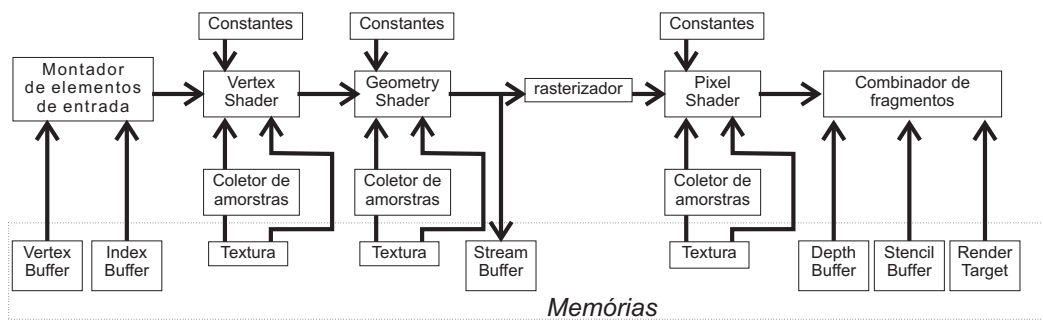 Constantes
Constantes
Constantes
Montador
de elementos
de entrada
Vertex
Shader
Geometry
Shader
rasterizador
Pixel
Shader
Combinador de
fragmentos
Coletor de
amorstras
Coletor de
amorstras
Coletor de
amorstras
Vertex
Buffer
Index
Buffer
Textura
Textura
Stream
Buffer
Textura
Depth
Buffer
Stencil
Buffer
Render
Target
Memórias